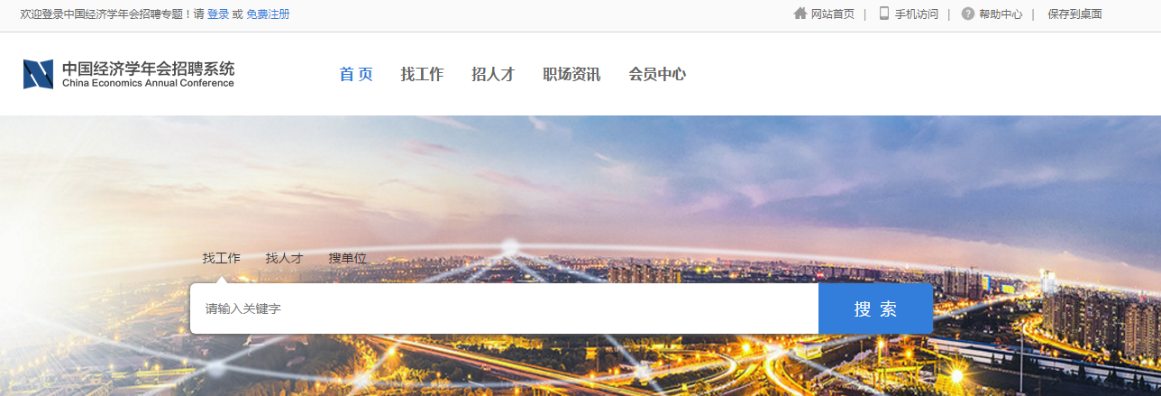 欢迎登录中国经济学年会招聘专题！请 登录 或 免费注册
网站首页 | 手机访问 | 帮助中心 | 保存到桌面
中国经济学年会招聘系统
China Economics Annual Conference
首 页 找工作 招人才 职场资讯 会员中心
找工作 找人才 搜单位
请输入关键字 搜 索